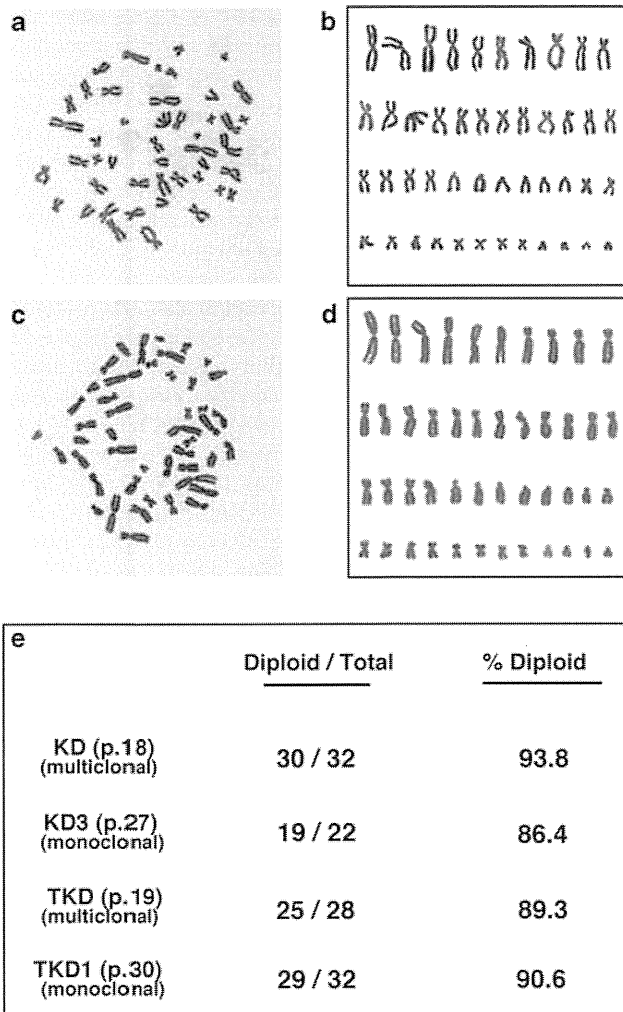 a
b
c
d
e
Diploid / Total % Diploid
KD (p.18) 30 / 32 93.8
(multiclonal)
KD3 (p.27) 19 / 22 86.4
(monoclonal)
TKD (p.19) 25 / 28 89.3
(multiclonal)
TKD1 (p.30) 29 / 32 90.6
(monoclonal)